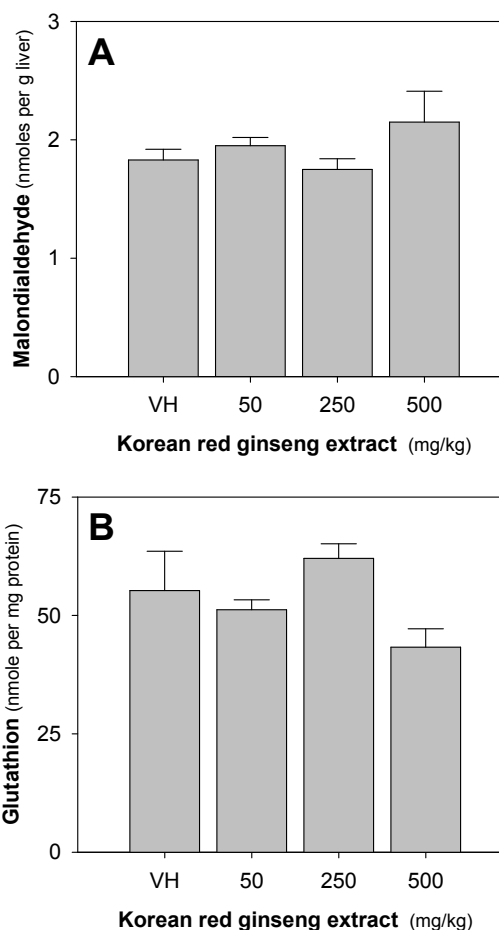 A
Malondialdehyde (nmoles per g liver)
3
2
1
0
VH 50 250 500
Korean red ginseng extract (mg/kg)
B
Glutathion (nmole per mg protein)
75
50
25
0
VH 50 250 500
Korean red ginseng extract (mg/kg)